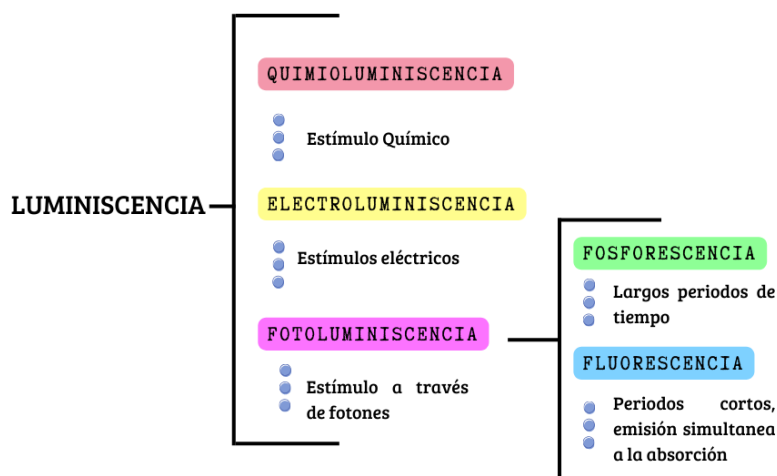 LUMINISCENCIA
QUIMIOLUMINISCENCIA
Estímulo Químico
ELECTROLUMINISCENCIA
Estímulos eléctricos
FOTOLUMINISCENCIA
Estímulo a través
de fotones
FOSFORESCENCIA
Largos periodos de
tiempo
FLUORESCENCIA
Periodos cortos,
emisión simultanea
a la absorción